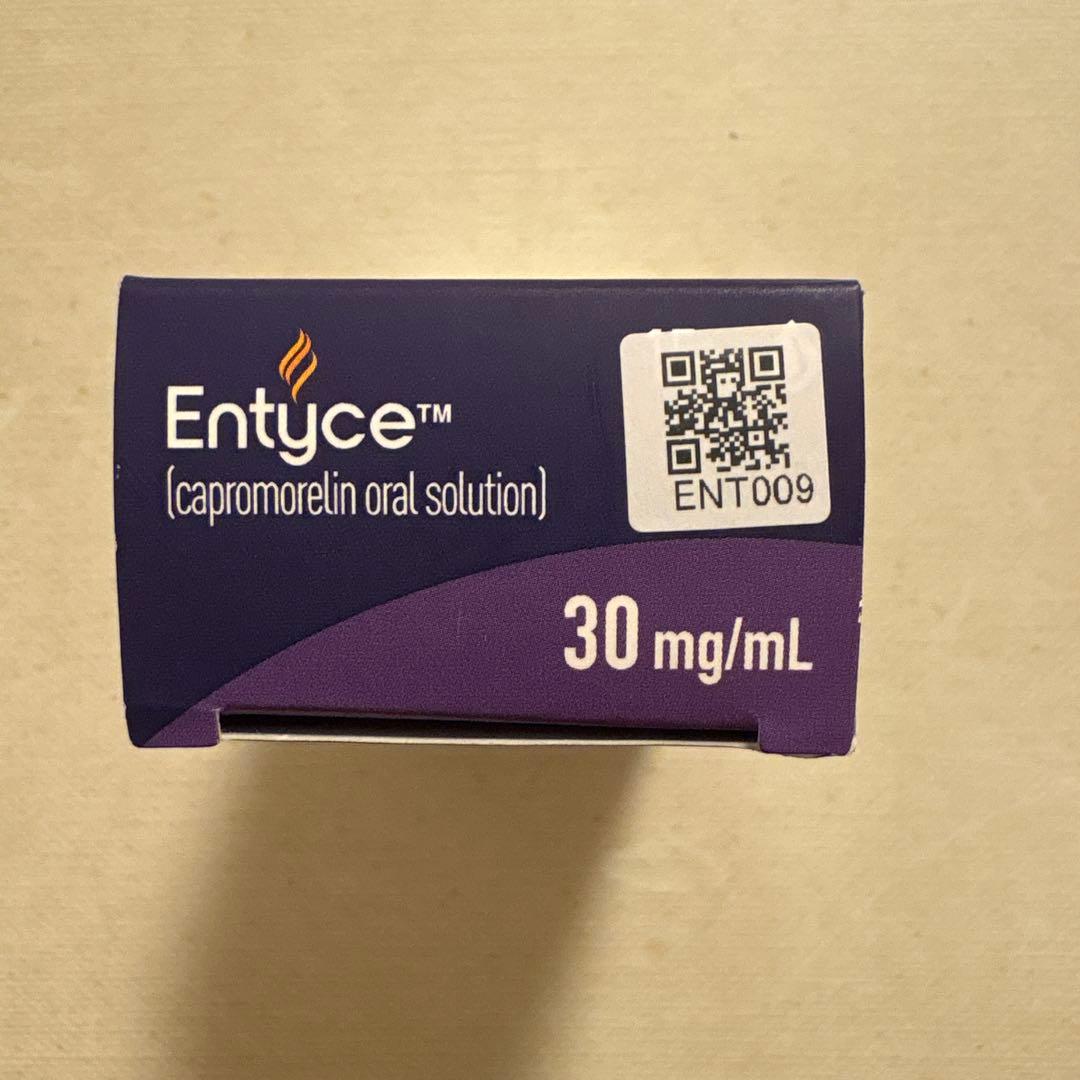 Entyce™
(capromorelin oral solution)
ENT009
30 mg/mL